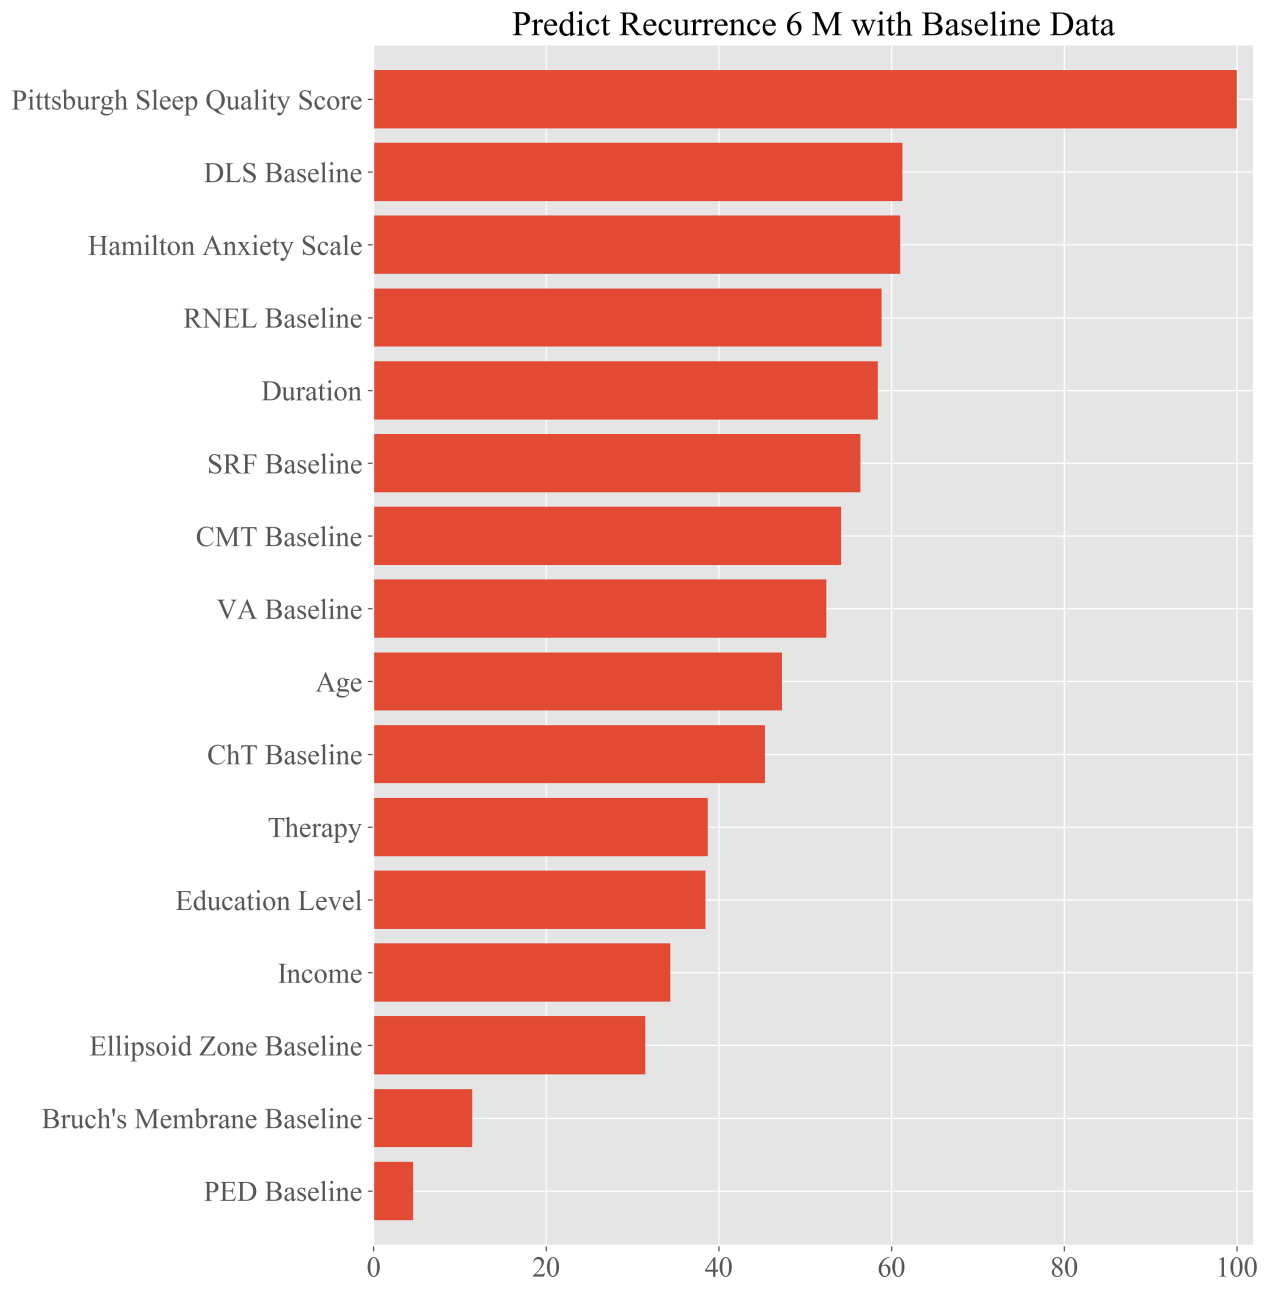 Predict Recurrence 6 M with Baseline Data
Pittsburgh Sleep Quality Score
DLS Baseline
Hamilton Anxiety Scale
RNEL Baseline
Duration
SRF Baseline
CMT Baseline
VA Baseline
Age
ChT Baseline
Therapy
Education Level
Income
Ellipsoid Zone Baseline
Bruch's Membrane Baseline
PED Baseline
0 20 40 60 80 100